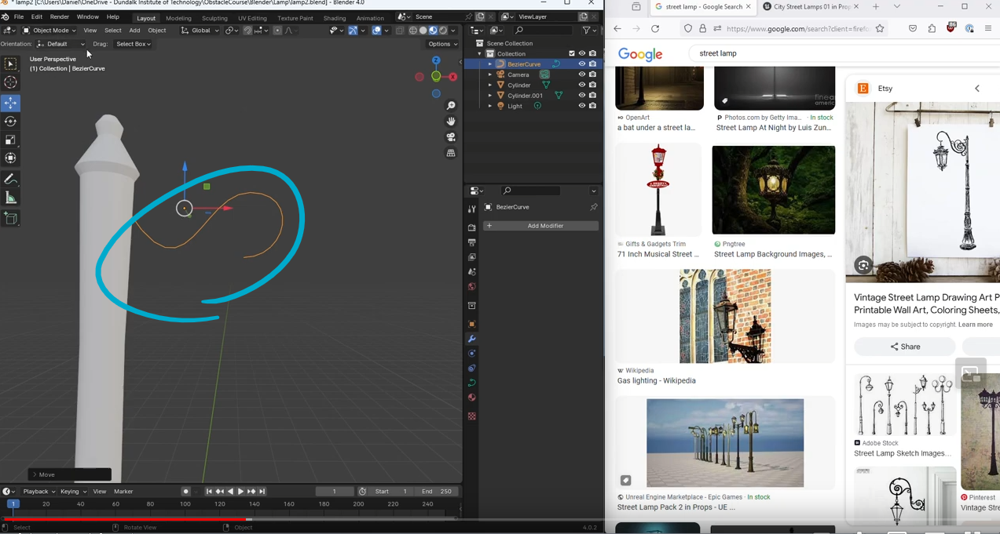 * lamp2 [C:\Users\Daniel\OneDrive - Dundalk Institute of Technology\ObstacleCourse\Blender\Lamp\lamp2.blend] - Blender 4.0
File Edit Render Window Help Layout Modeling Sculpting UV Editing Texture Paint Shading Animation Scene ViewLayer
Object Mode View Select Add Object Global
Orientation: Default Drag: Select Box Options
User Perspective
(1) Collection | BezierCurve
Z
X
Scene Collection
Collection
BezierCurve
Camera
Cylinder
Cylinder.001
Light
BezierCurve
+ Add Modifier
> Move
Playback Keying View Marker 1 Start 1 End 250
1 20 40 60 80 100 120 140 160 180 200 220 240
Select Rotate View Object 4.0.2
street lamp - Google Search City Street Lamps 01 in Pro
https://www.google.com/search?client=firefo 86
Google street lamp
OpenArt
a bat under a street la...
Photos.com by Getty Ima... · In stock
Street Lamp At Night by Luis Zun...
Gifts & Gadgets Trim
71 Inch Musical Street ...
Pngtree
Street Lamp Background Images, ...
W Wikipedia
Gas lighting - Wikipedia
Unreal Engine Marketplace - Epic Games · In stock
Street Lamp Pack 2 in Props - UE ...
E Etsy
Vintage Street Lamp Drawing Art P
Printable Wall Art, Coloring Sheets,
Images may be subject to copyright. Learn more
Share
Adobe Stock
Street Lamp Sketch Images...
Pinterest
Vintage Stre